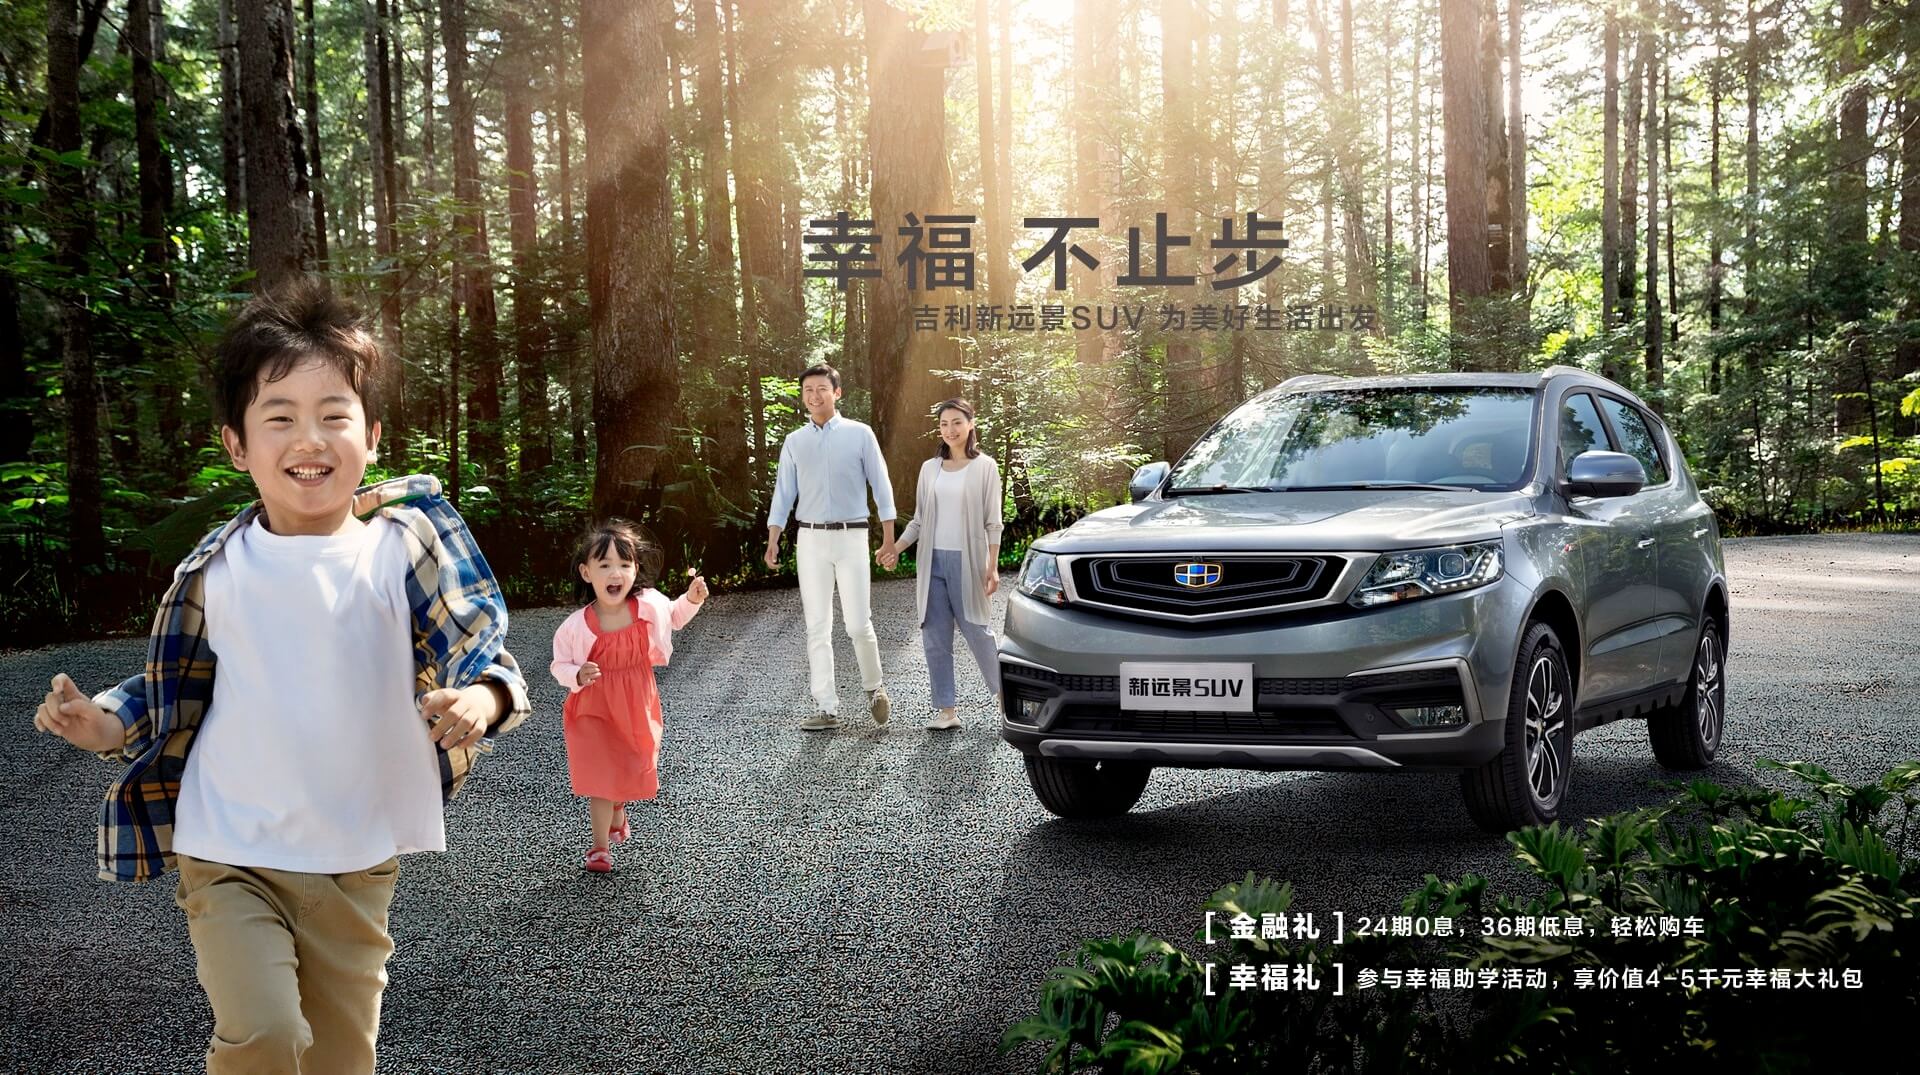 幸福 不止步
吉利新远景SUV 为美好生活出发
新远景SUV
[ 金融礼 ] 24期0息，36期低息，轻松购车
[ 幸福礼 ] 参与幸福助学活动，享价值4-5千元幸福大礼包